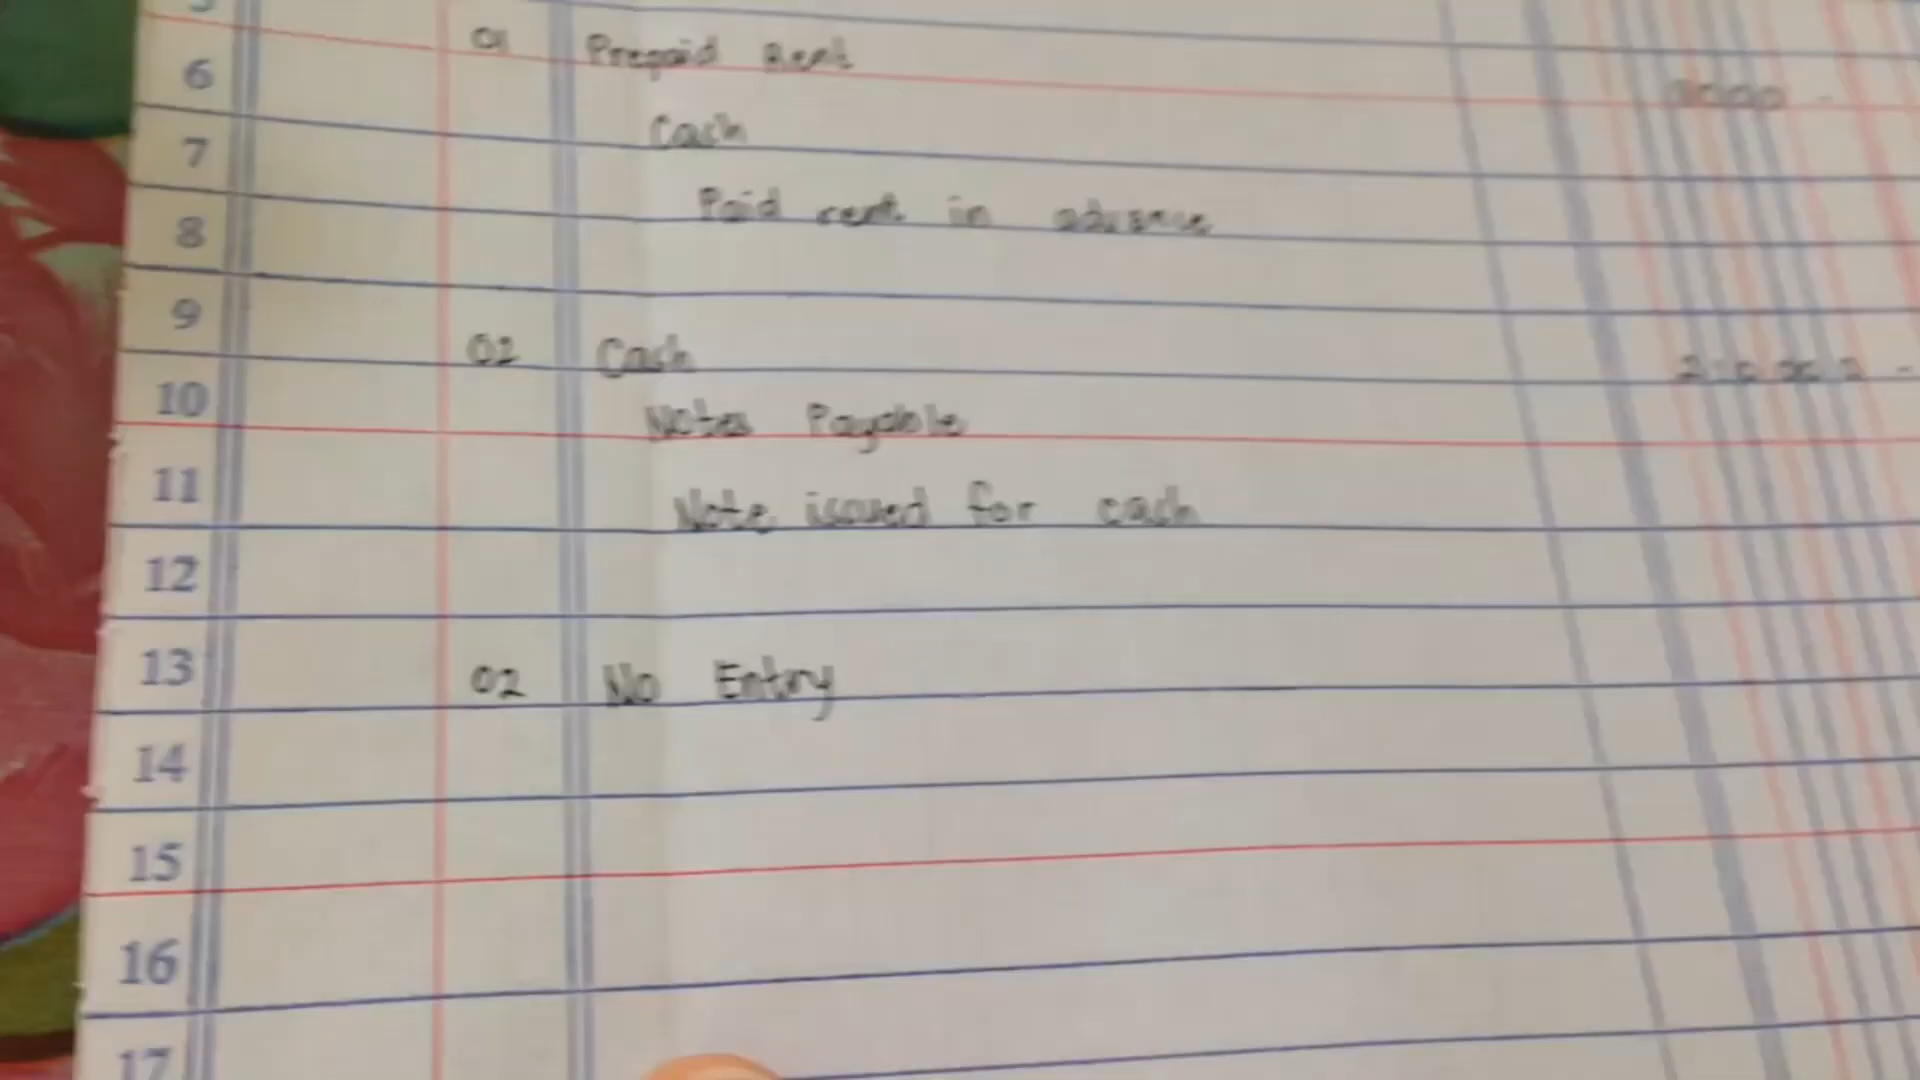 6 01 Prepaid Rent
7 Cash
8 Paid rent in advance
9 02 Cash
10 Notes Payable
11 Note issued for cash
12
13 02 No Entry
14
15
16
17